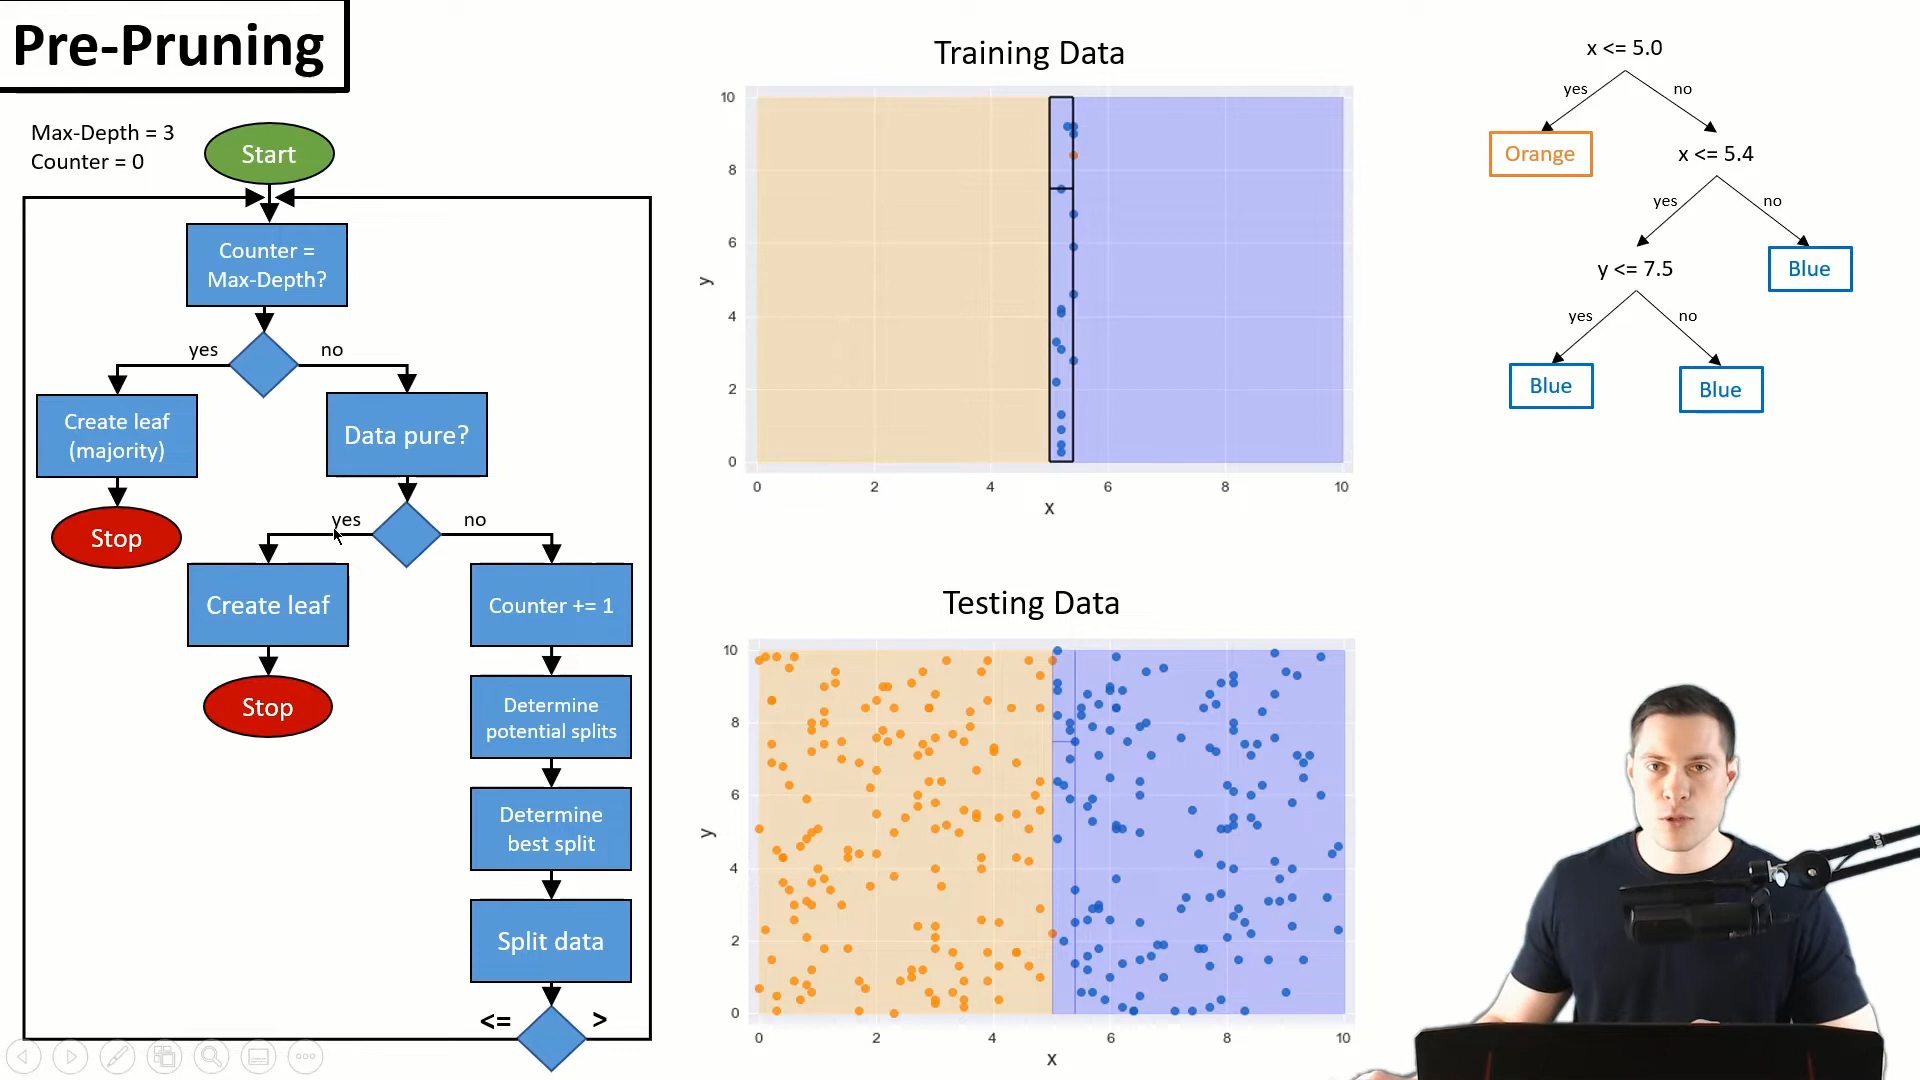 Pre-Pruning
Max-Depth = 3
Counter = 0
Start
Counter =
Max-Depth?
yes
no
Create leaf
(majority)
Data pure?
Stop
yes
no
Create leaf
Counter += 1
Stop
Determine
potential splits
Determine
best split
Split data
<=
>
Training Data
10
8
6
4
2
0
y
0
2
4
6
8
10
x
Testing Data
10
8
6
4
2
0
y
0
2
4
6
8
10
x
x <= 5.0
yes
no
Orange
x <= 5.4
yes
no
y <= 7.5
Blue
yes
no
Blue
Blue